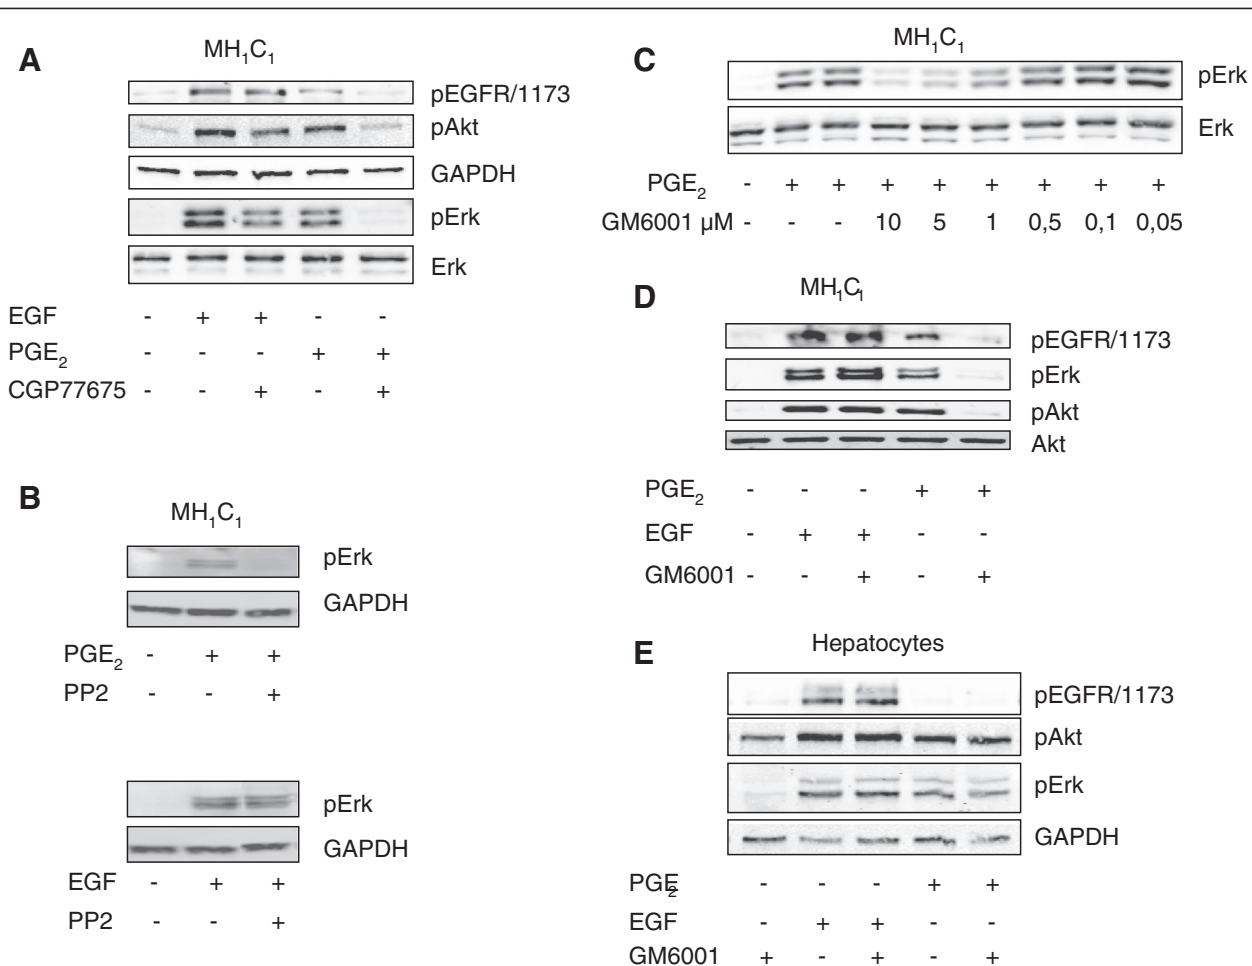 A
MH1C1
pEGFR/1173
pAkt
GAPDH
pErk
Erk
EGF - + + - -
PGE2 - - - + +
CGP77675 - - + - +
B
MH1C1
pErk
GAPDH
PGE2 - + +
PP2 - - +
pErk
GAPDH
EGF - + +
PP2 - - +
C
MH1C1
pErk
Erk
PGE2 - + + + + + + + +
GM6001 µM - - - 10 5 1 0,5 0,1 0,05
D
MH1C1
pEGFR/1173
pErk
pAkt
Akt
PGE2 - - - + +
EGF - + + - -
GM6001 - - + - +
E
Hepatocytes
pEGFR/1173
pAkt
pErk
GAPDH
PGE2 - - - + +
EGF - + + - -
GM6001 + - + - +